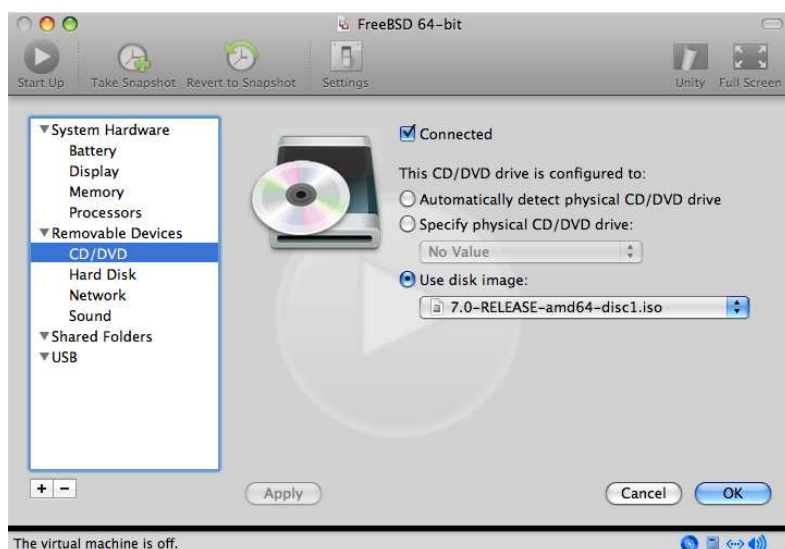 FreeBSD 64-bit
Start Up Take Snapshot Revert to Snapshot Settings Unity Full Screen
System Hardware
Battery
Display
Memory
Processors
Removable Devices
CD/DVD
Hard Disk
Network
Sound
Shared Folders
USB
Connected
This CD/DVD drive is configured to:
Automatically detect physical CD/DVD drive
Specify physical CD/DVD drive:
No Value
Use disk image:
7.0-RELEASE-amd64-disc1.iso
+ −
Apply
Cancel
OK
The virtual machine is off.